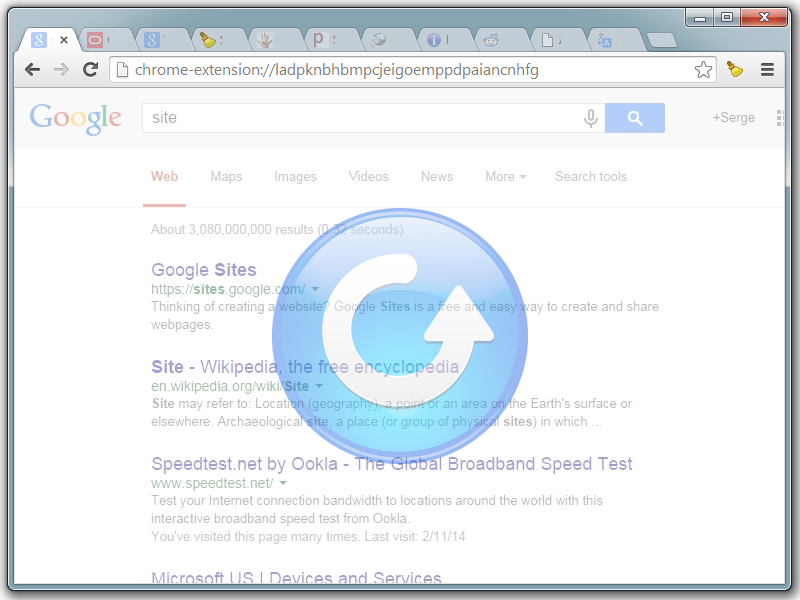 chrome-extension://ladpknbhbmpcjeigoemppdpaiancnhfg
Google
site
+Serge
Web Maps Images Videos News More Search tools
About 3,080,000,000 results (0.32 seconds)
Google Sites
https://sites.google.com/
Thinking of creating a website? Google Sites is a free and easy way to create and share
webpages.
Site - Wikipedia, the free encyclopedia
en.wikipedia.org/wiki/Site
Site may refer to: Location (geography), a point or an area on the Earth's surface or
elsewhere. Archaeological site, a place (or group of physical sites) in which ...
Speedtest.net by Ookla - The Global Broadband Speed Test
www.speedtest.net/
Test your Internet connection bandwidth to locations around the world with this
interactive broadband speed test from Ookla.
You've visited this page many times. Last visit: 2/11/14
Microsoft US | Devices and Services